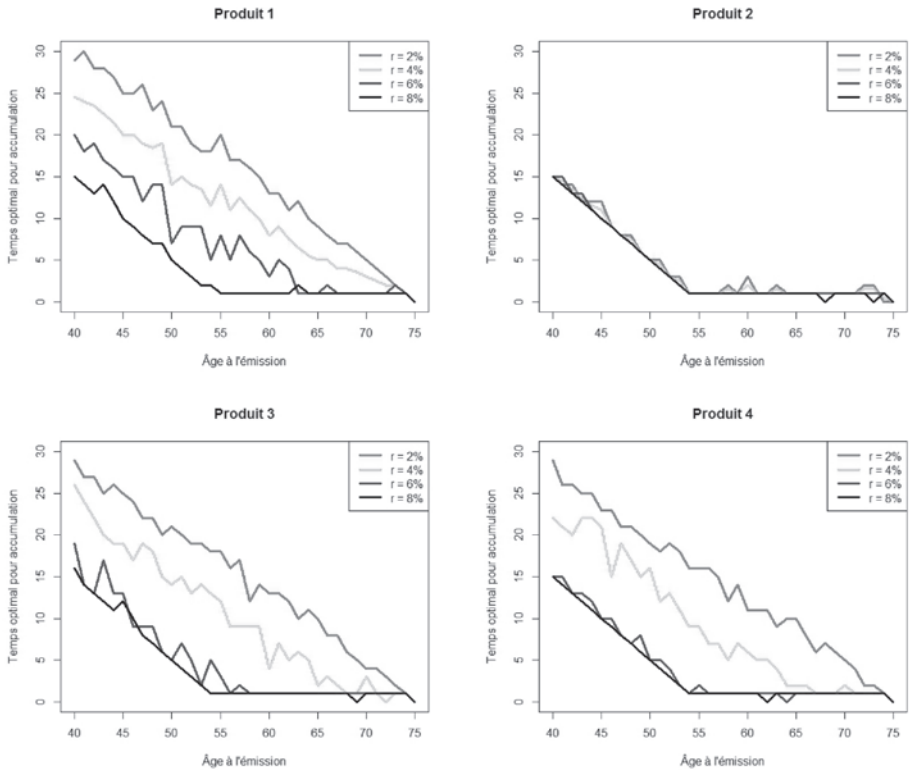 Produit 1
Temps optimal pour accumulation
30
25
20
15
10
5
0
r = 2%
r = 4%
r = 6%
r = 8%
40 45 50 55 60 65 70 75
Âge à l'émission
Produit 2
Temps optimal pour accumulation
30
25
20
15
10
5
0
r = 2%
r = 4%
r = 6%
r = 8%
40 45 50 55 60 65 70 75
Âge à l'émission
Produit 3
Temps optimal pour accumulation
30
25
20
15
10
5
0
r = 2%
r = 4%
r = 6%
r = 8%
40 45 50 55 60 65 70 75
Âge à l'émission
Produit 4
Temps optimal pour accumulation
30
25
20
15
10
5
0
r = 2%
r = 4%
r = 6%
r = 8%
40 45 50 55 60 65 70 75
Âge à l'émission